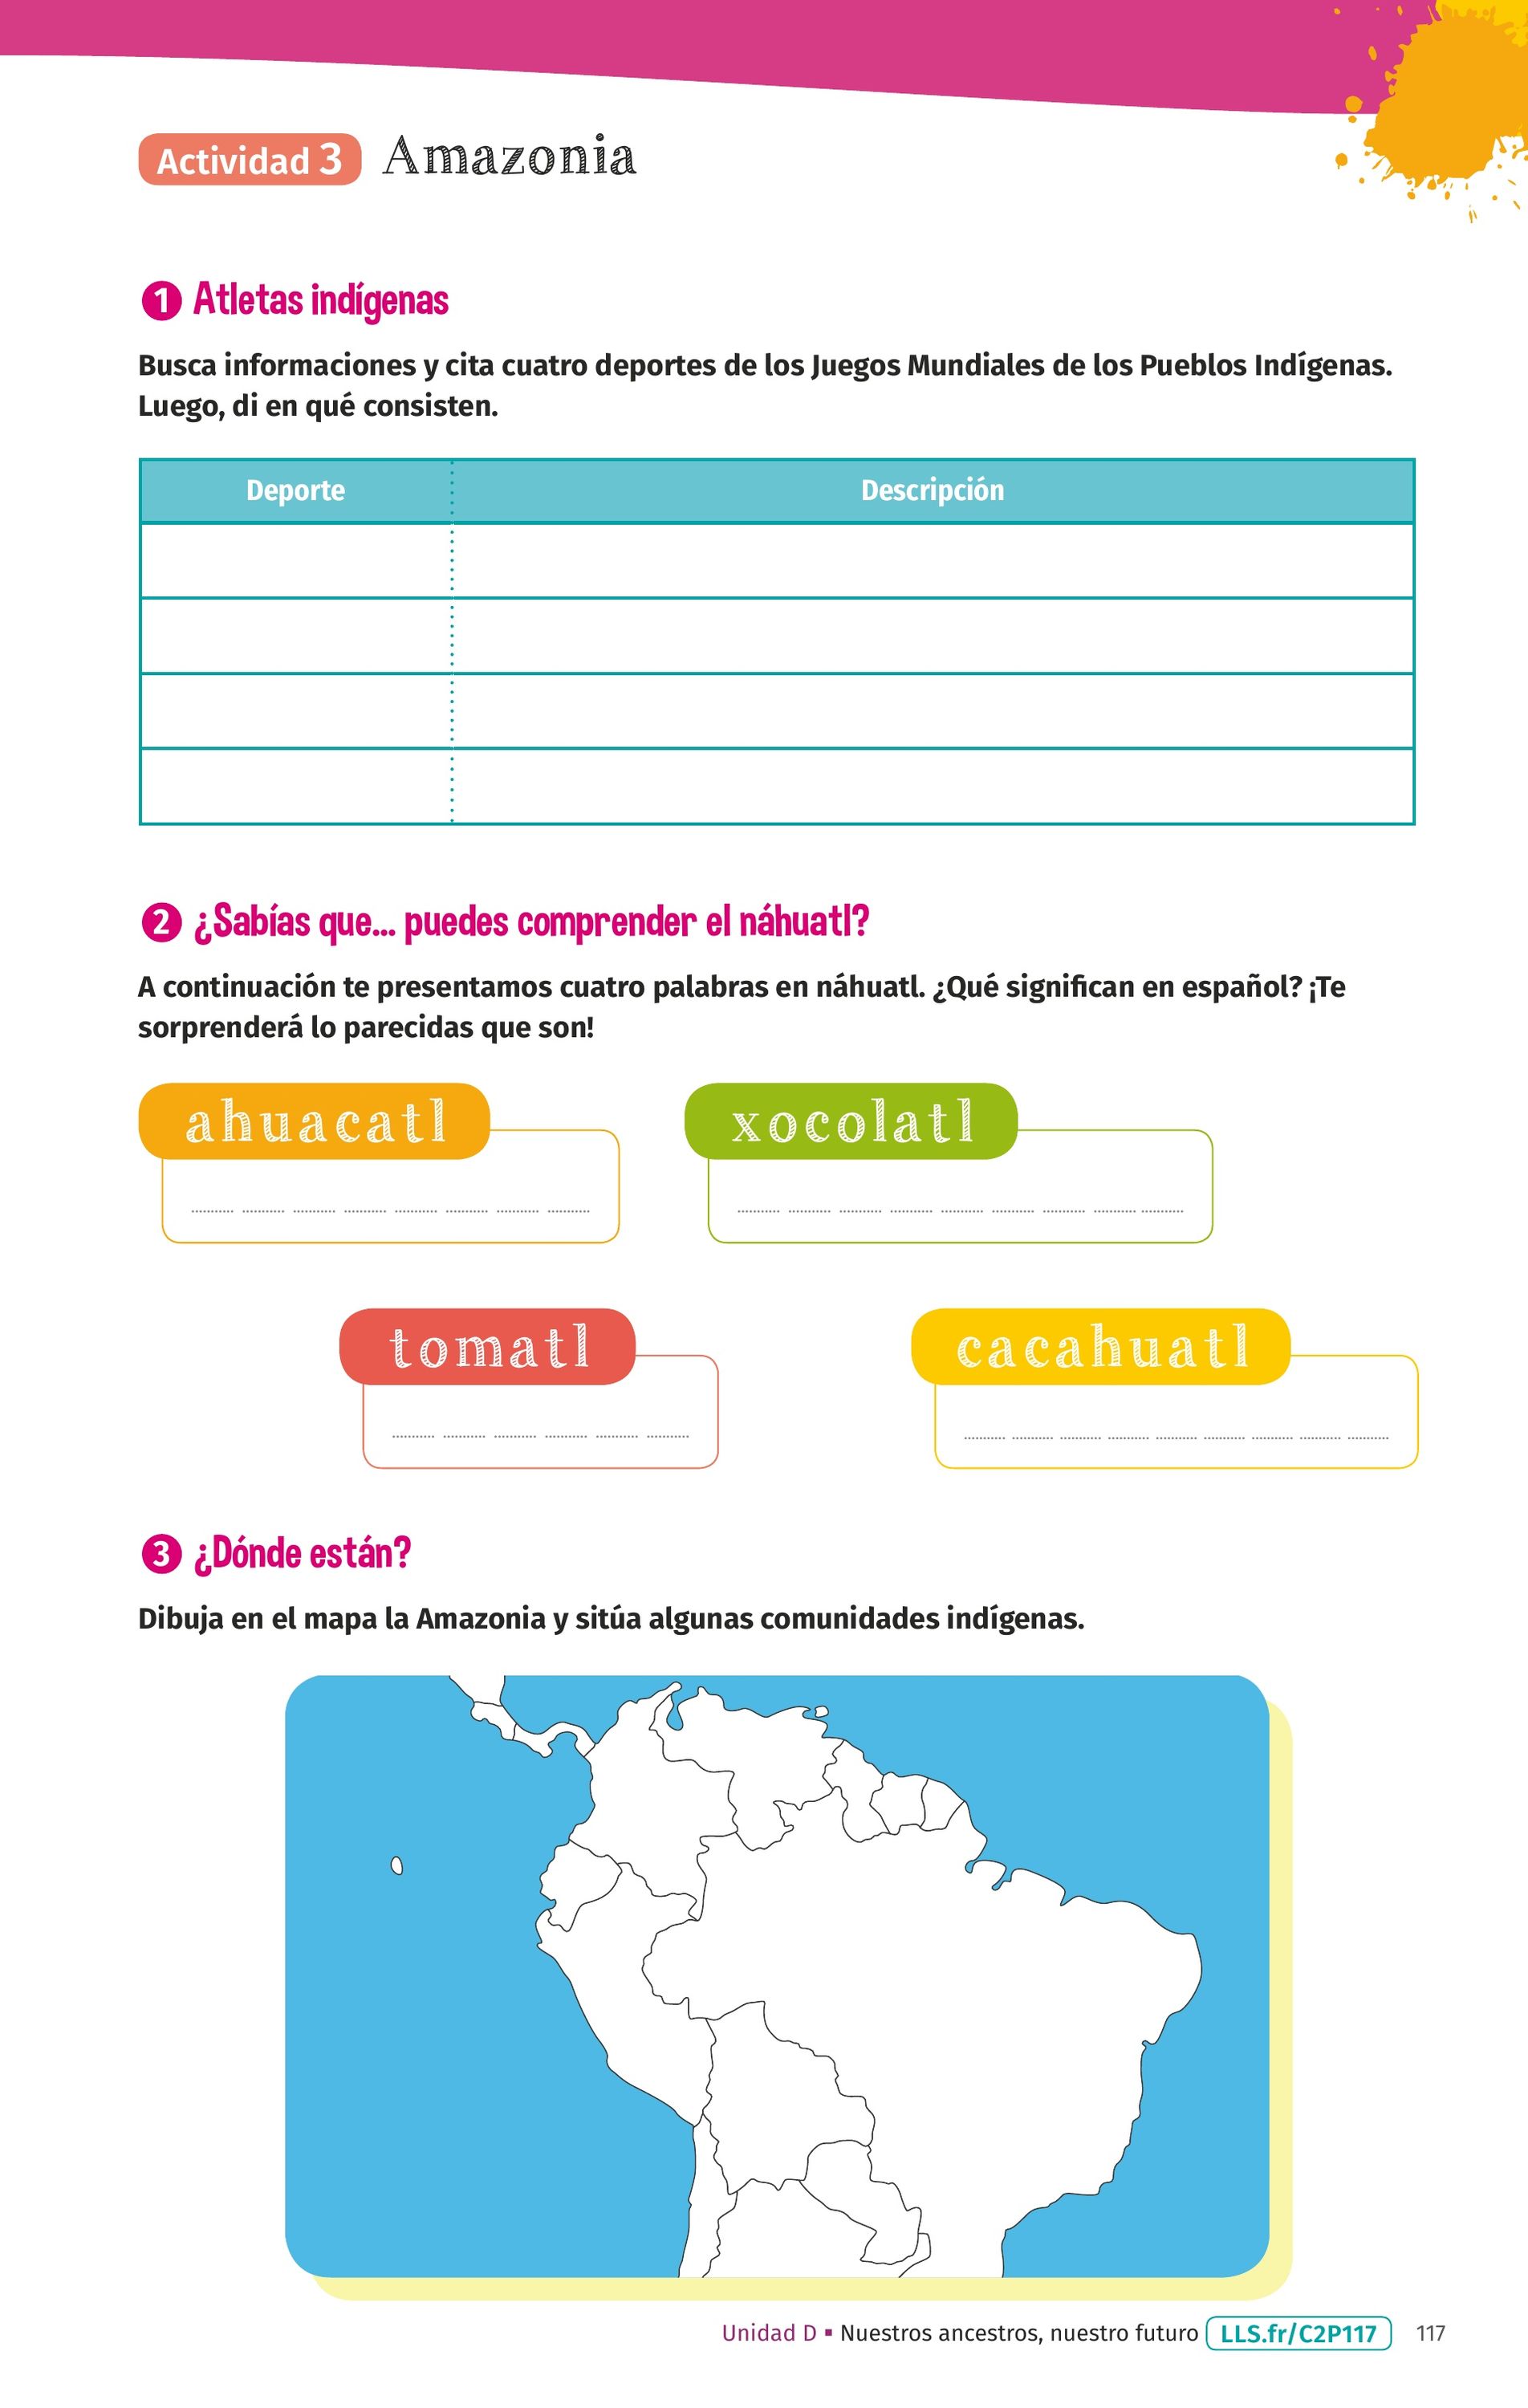 Actividad 3 Amazonia
1 Atletas indígenas
Busca informaciones y cita cuatro deportes de los Juegos Mundiales de los Pueblos Indígenas.
Luego, di en qué consisten.
Deporte Descripción
2 ¿Sabías que... puedes comprender el náhuatl?
A continuación te presentamos cuatro palabras en náhuatl. ¿Qué significan en español? ¡Te
sorprenderá lo parecidas que son!
ahuacatl xocolatl
tomatl cacahuatl
3 ¿Dónde están?
Dibuja en el mapa la Amazonia y sitúa algunas comunidades indígenas.
Unidad D ▪ Nuestros ancestros, nuestro futuro LLS.fr/C2P117 117